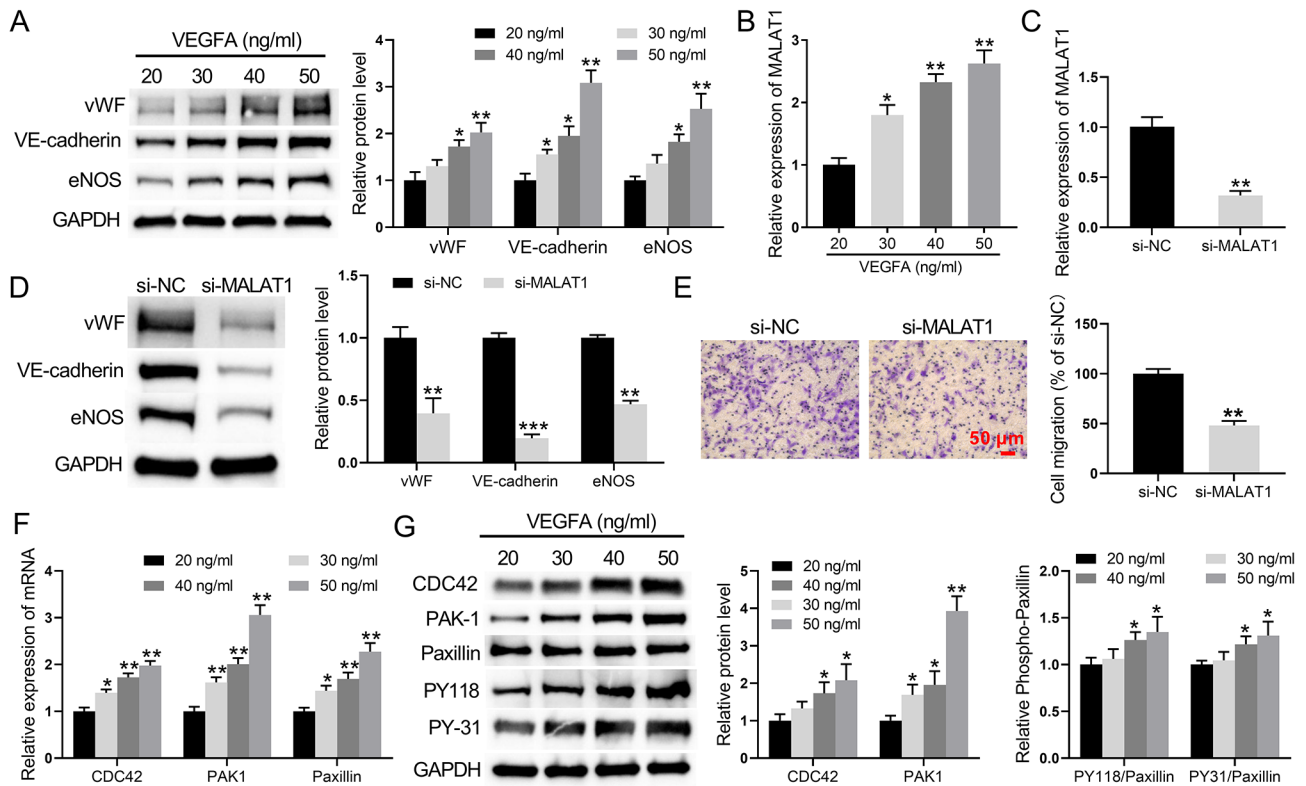 A
VEGFA (ng/ml)
20 30 40 50
vWF
VE-cadherin
eNOS
GAPDH
Relative protein level
4
3
2
1
0
20 ng/ml
30 ng/ml
40 ng/ml
50 ng/ml
* ** * * ** * **
vWF VE-cadherin eNOS
B
Relative expression of MALAT1
3
2
1
0
* ** **
20 30 40 50
VEGFA (ng/ml)
C
Relative expression of MALAT1
1.5
1.0
0.5
0.0
**
si-NC si-MALAT1
D
si-NC si-MALAT1
vWF
VE-cadherin
eNOS
GAPDH
Relative protein level
1.5
1.0
0.5
0.0
si-NC si-MALAT1
** *** **
vWF VE-cadherin eNOS
E
si-NC si-MALAT1
50 μm
Cell migration (% of si-NC)
150
100
50
0
**
si-NC si-MALAT1
F
Relative expression of mRNA
4
3
2
1
0
20 ng/ml
30 ng/ml
40 ng/ml
50 ng/ml
* ** ** ** ** ** * ** **
CDC42 PAK1 Paxillin
G
VEGFA (ng/ml)
20 30 40 50
CDC42
PAK-1
Paxillin
PY118
PY-31
GAPDH
Relative protein level
5
4
3
2
1
0
20 ng/ml
40 ng/ml
30 ng/ml
50 ng/ml
* * * * **
CDC42 PAK1
Relative Phospho-Paxillin
2.0
1.5
1.0
0.5
0.0
20 ng/ml
30 ng/ml
40 ng/ml
50 ng/ml
* * * *
PY118/Paxillin PY31/Paxillin